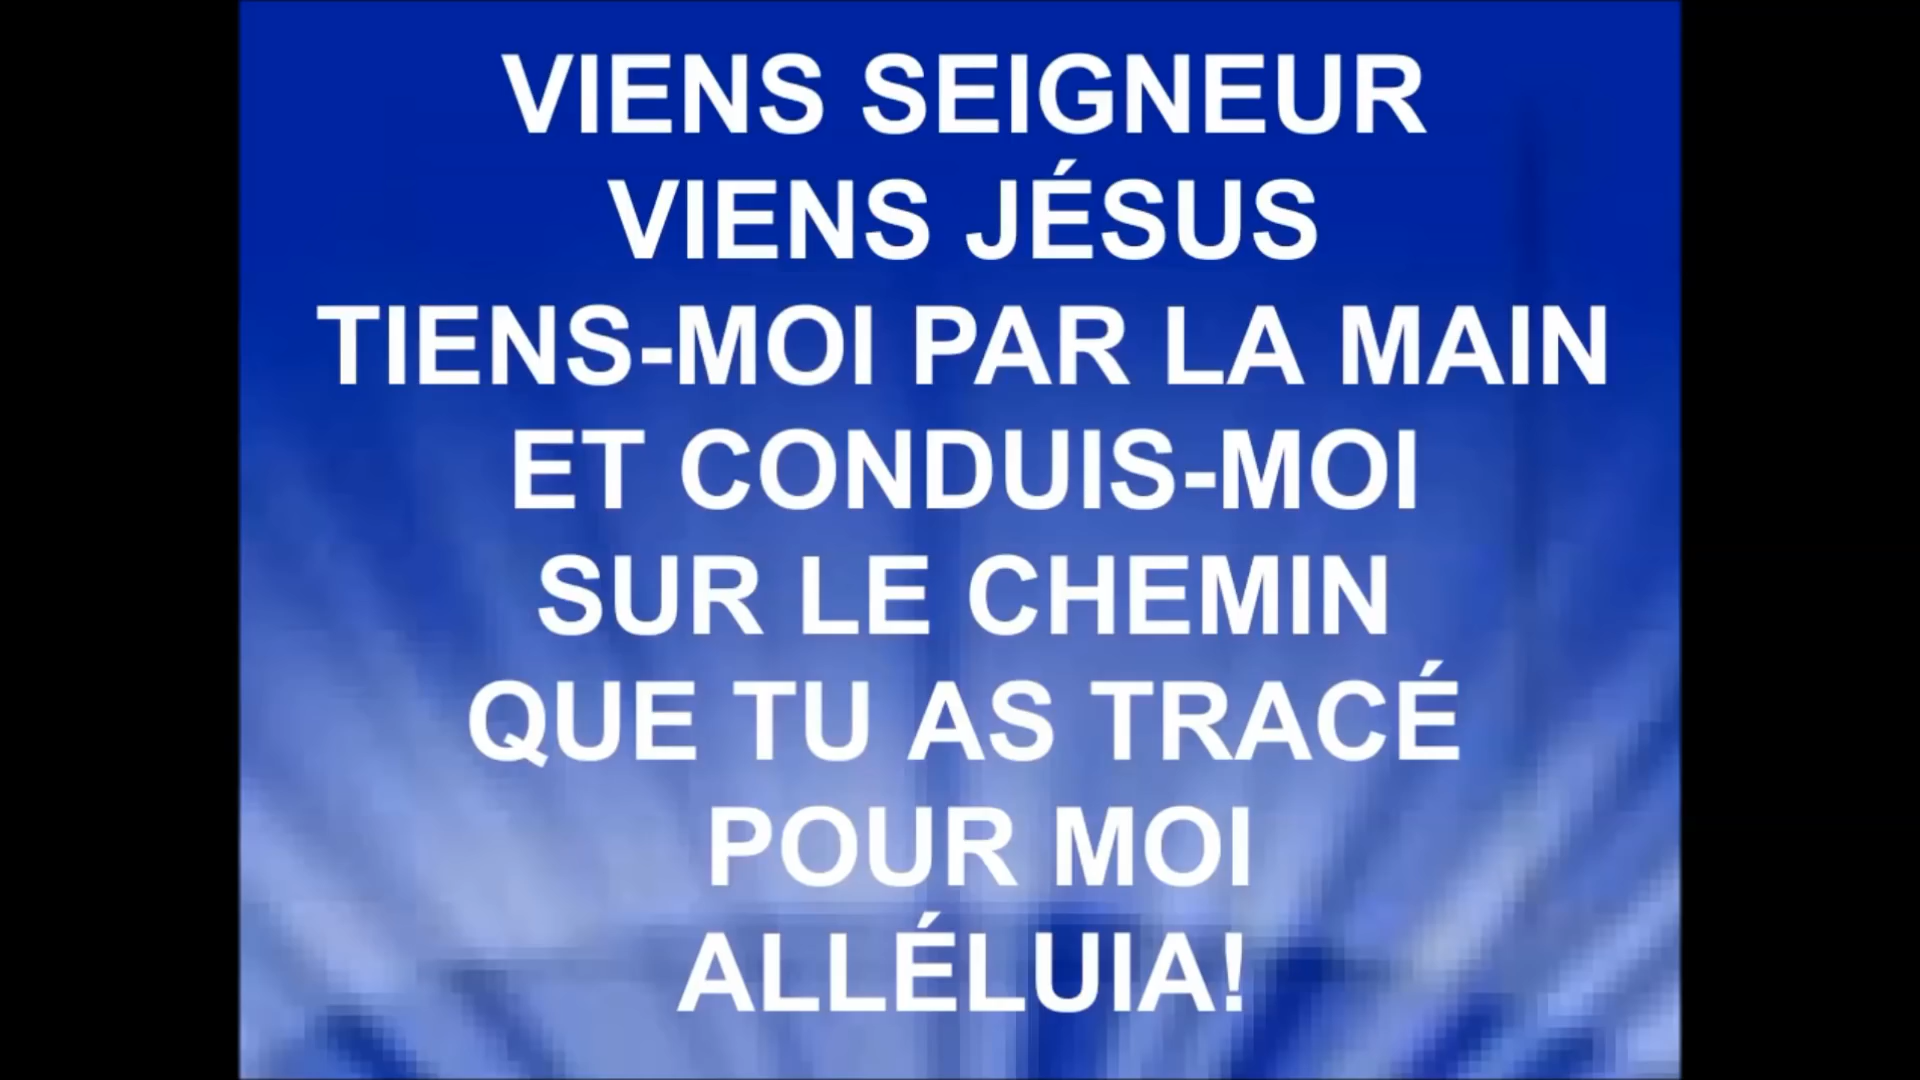 VIENS SEIGNEUR
VIENS JÉSUS
TIENS-MOI PAR LA MAIN
ET CONDUIS-MOI
SUR LE CHEMIN
QUE TU AS TRACÉ
POUR MOI
ALLÉLUIA!